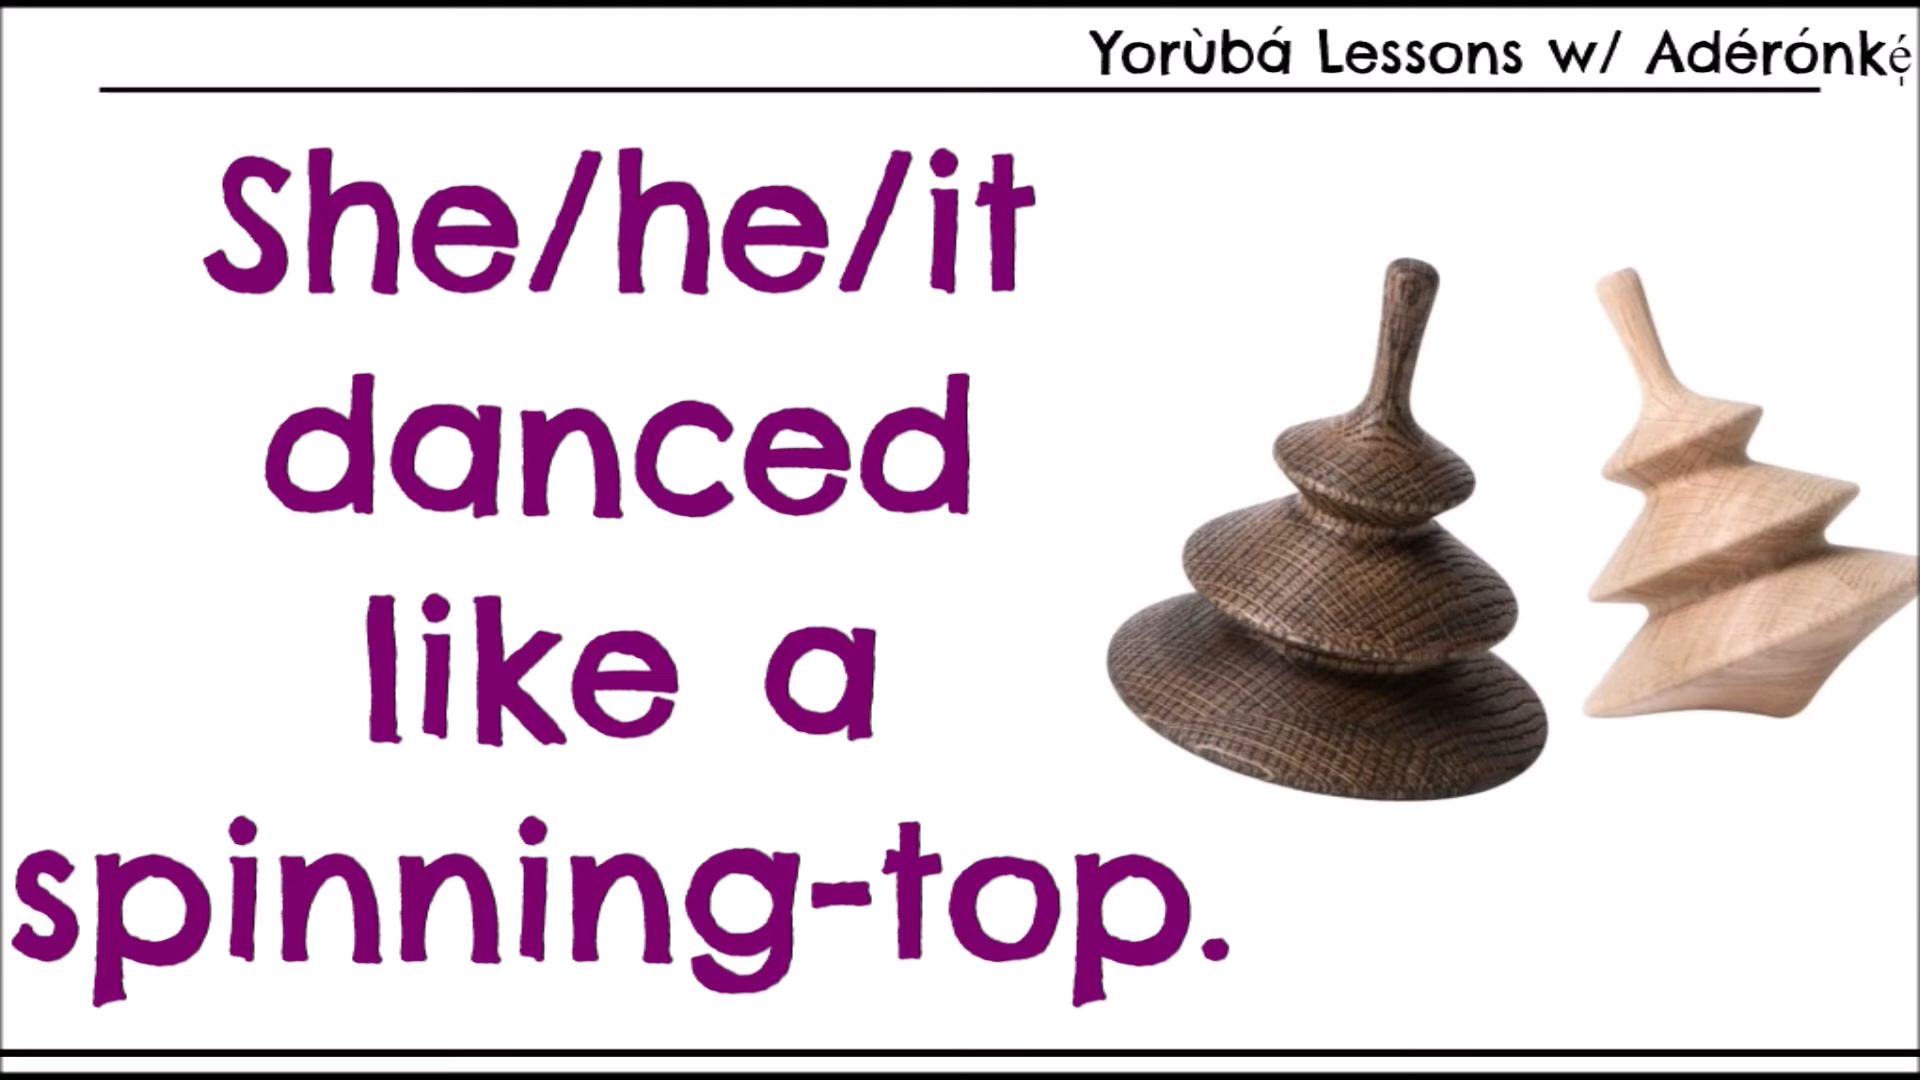 Yorùbá Lessons w/ Adérónkẹ́
She/he/it
danced
like a
spinning-top.